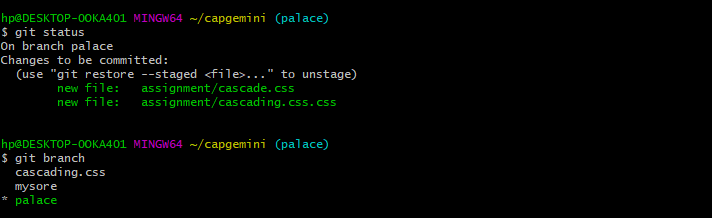 hp@DESKTOP-OOKA401 MINGW64 ~/capgemini (palace)
$ git status
On branch palace
Changes to be committed:
  (use "git restore --staged <file>..." to unstage)
        new file:   assignment/cascade.css
        new file:   assignment/cascading.css.css
hp@DESKTOP-OOKA401 MINGW64 ~/capgemini (palace)
$ git branch
  cascading.css
  mysore
* palace